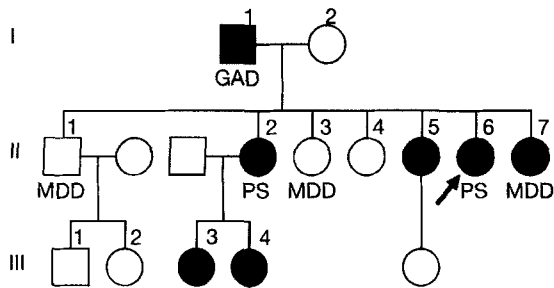 I 1 2
GAD
II 1 2 3 4 5 6 7
MDD PS MDD PS MDD
III 1 2 3 4